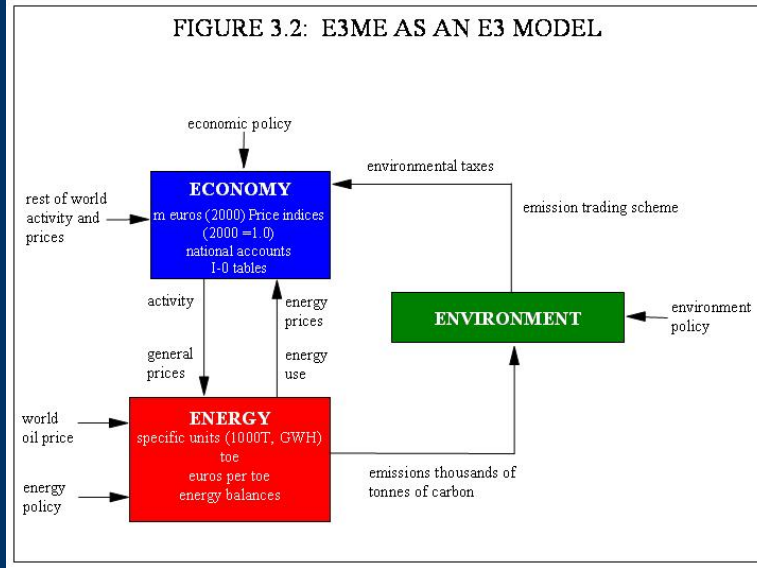 FIGURE 3.2: E3ME AS AN E3 MODEL
economic policy
environmental taxes
ECONOMY
m euros (2000) Price indices
(2000 =1.0)
national accounts
I-0 tables
rest of world
activity and
prices
emission trading scheme
activity
energy
prices
ENVIRONMENT
environment
policy
general
prices
energy
use
ENERGY
specific units (1000T, GWH)
toe
euros per toe
energy balances
world
oil price
energy
policy
emissions thousands of
tonnes of carbon